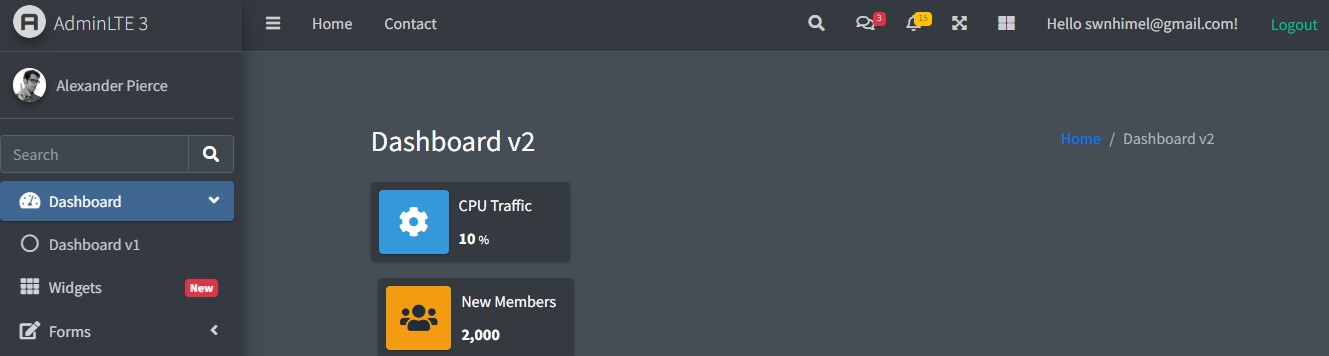 AdminLTE 3
Home Contact 3 15 Hello swnhimel@gmail.com! Logout
Alexander Pierce
Search
Dashboard
Dashboard v1
Widgets New
Forms
Dashboard v2
Home / Dashboard v2
CPU Traffic
10 %
New Members
2,000